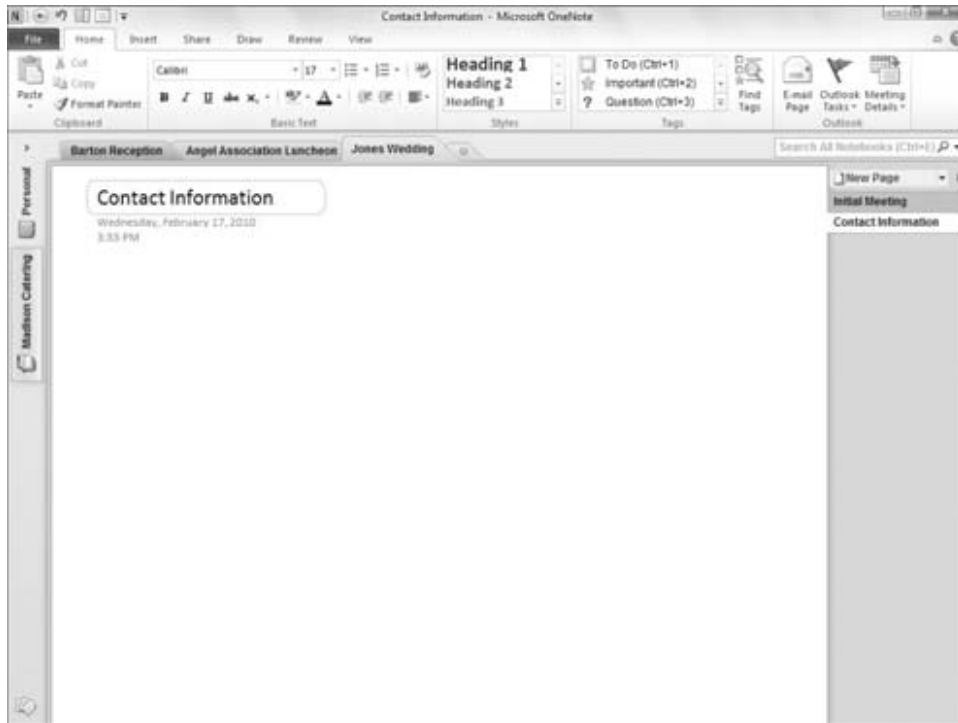 Contact Information - Microsoft OneNote
File Home Insert Share Draw Review View
Cut
Copy
Paste
Format Painter
Clipboard
Calibri 17
B I U abc
Basic Text
Heading 1
Heading 2
Heading 3
Styles
To Do (Ctrl+1)
Important (Ctrl+2)
? Question (Ctrl+3)
Tags
Find
Tags
E-mail
Page
Outlook
Tasks
Meeting
Details
Outlook
Barton Reception Angel Association Luncheon Jones Wedding
Search All Notebooks (Ctrl+E)
Personal
Madison Catering
Contact Information
Wednesday, February 17, 2010
3:33 PM
New Page
Initial Meeting
Contact Information